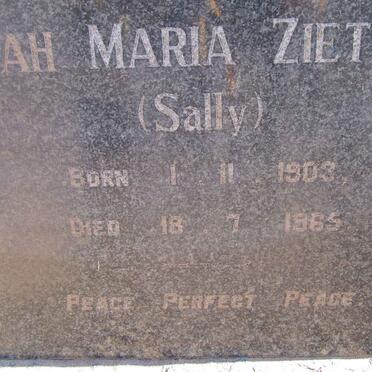 AH MARIA ZIET
(Sally)
BORN 1 11 1903.
DIED 18 7 1965
PEACE PERFECT PEACE